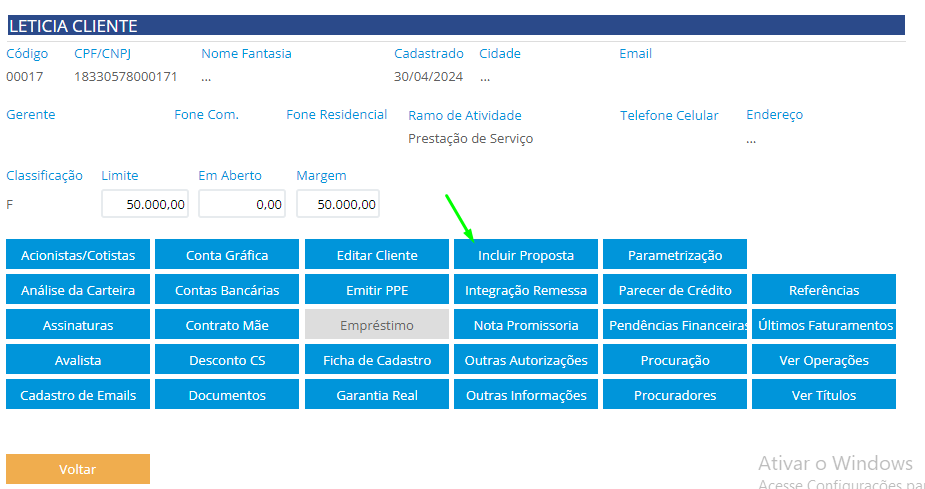 LETICIA CLIENTE
Código CPF/CNPJ Nome Fantasia Cadastrado Cidade Email
00017 18330578000171 ... 30/04/2024 ...
Gerente Fone Com. Fone Residencial Ramo de Atividade Telefone Celular Endereço
Prestação de Serviço ...
Classificação Limite Em Aberto Margem
F 50.000,00 0,00 50.000,00
Acionistas/Cotistas Conta Gráfica Editar Cliente Incluir Proposta Parametrização
Análise da Carteira Contas Bancárias Emitir PPE Integração Remessa Parecer de Crédito Referências
Assinaturas Contrato Mãe Empréstimo Nota Promissoria Pendências Financeiras Últimos Faturamentos
Avalista Desconto CS Ficha de Cadastro Outras Autorizações Procuração Ver Operações
Cadastro de Emails Documentos Garantia Real Outras Informações Procuradores Ver Títulos
Voltar
Ativar o Windows
Acesse Configurações